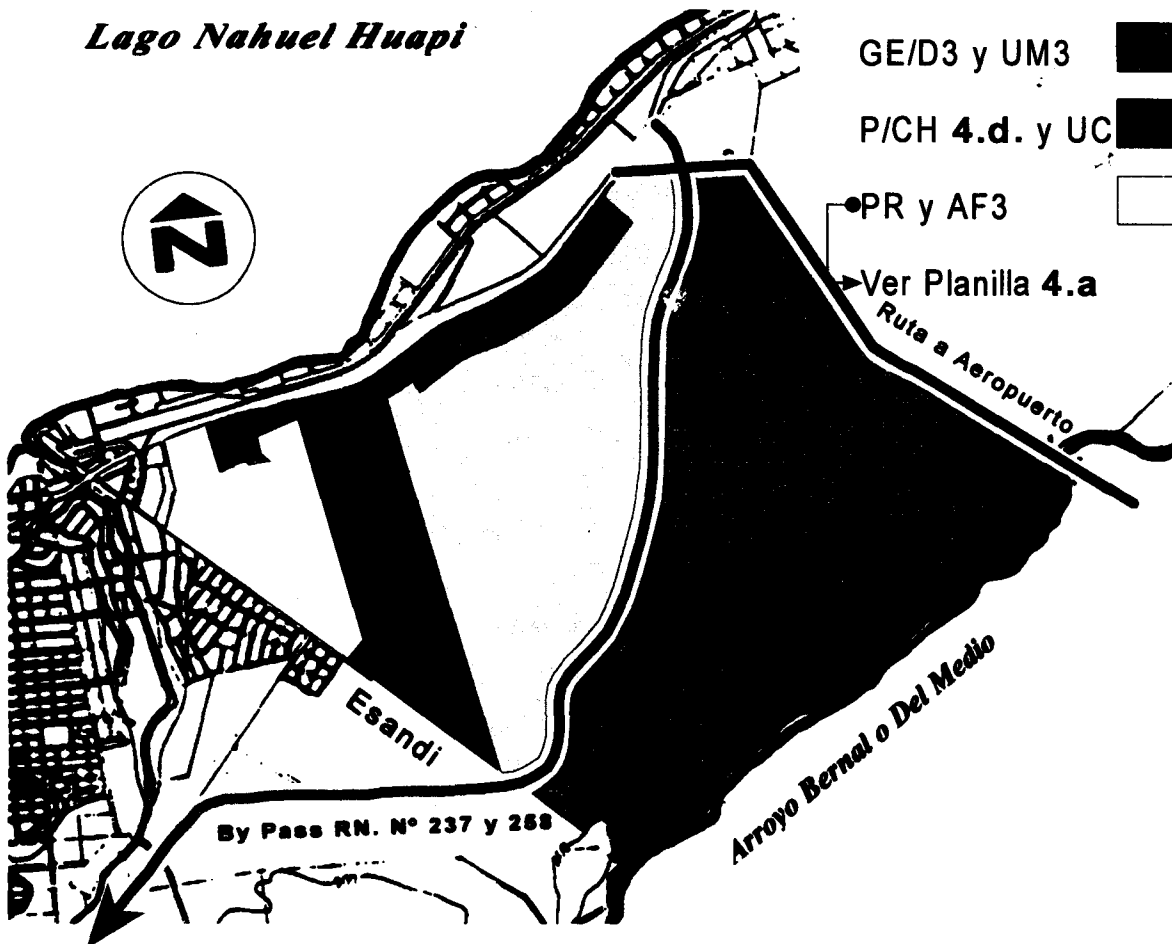 Lago Nahuel Huapi
GE/D3 y UM3
P/CH 4.d. y UC
PR y AF3
Ver Planilla 4.a
N
Ruta a Aeropuerto
Esandi
Arroyo Bernal o Del Medio
By Pass RN. Nº 237 y 258